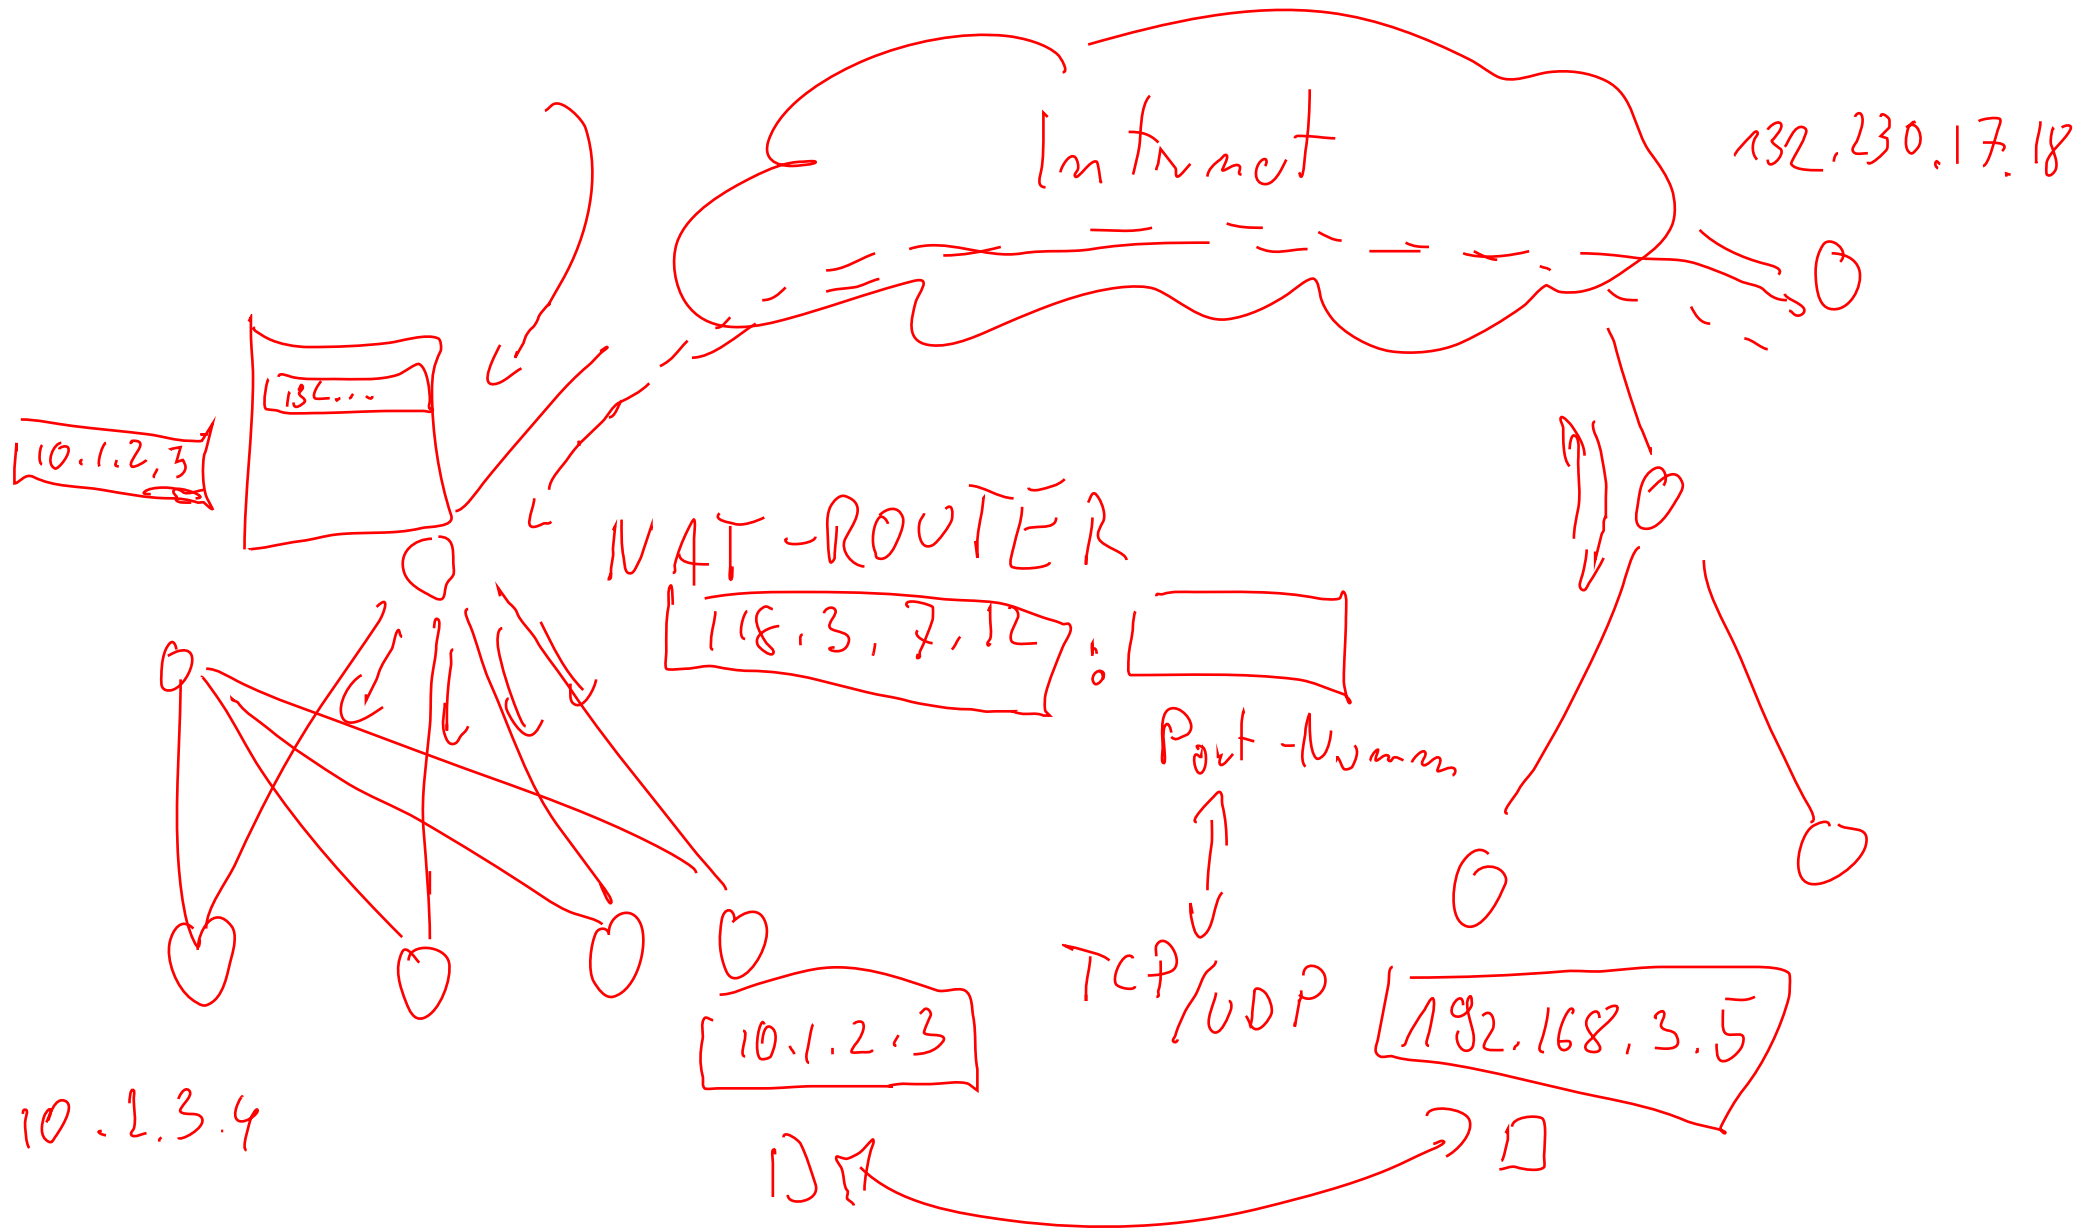 Internet
132.230.17.18
132...
10.1.2.3
NAT-ROUTER
118.3.7.12 :
Port-Nummern
TCP/UDP
10.1.2.3
192.168.3.5
10.1.3.4
D